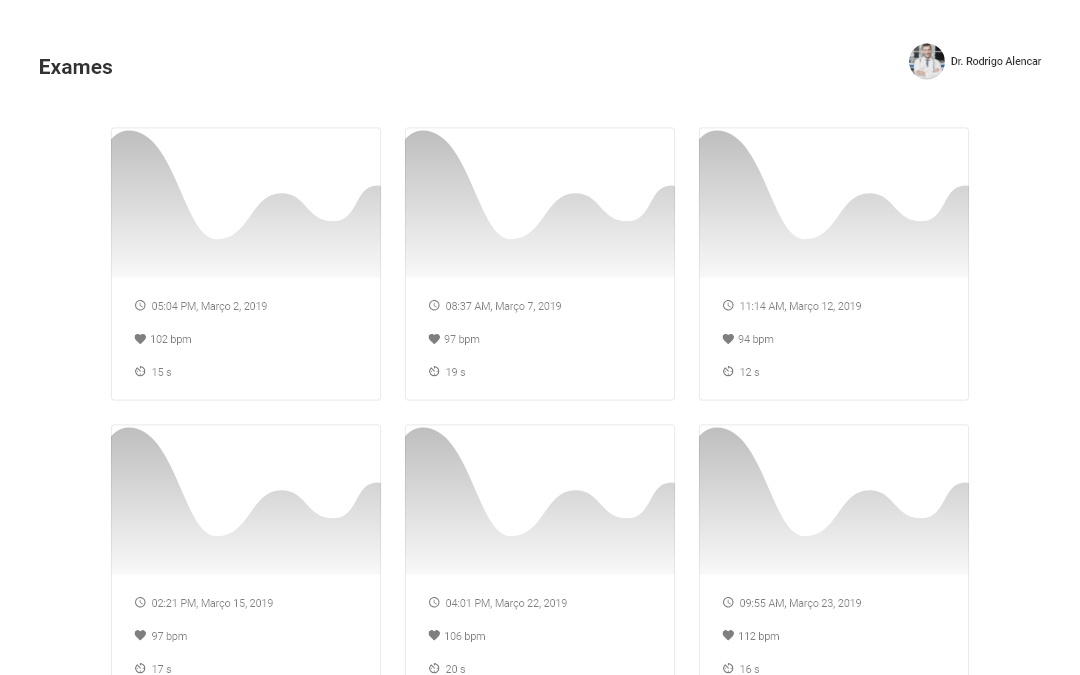 Exames
Dr. Rodrigo Alencar
05:04 PM, Março 2, 2019
102 bpm
15 s
08:37 AM, Março 7, 2019
97 bpm
19 s
11:14 AM, Março 12, 2019
94 bpm
12 s
02:21 PM, Março 15, 2019
97 bpm
17 s
04:01 PM, Março 22, 2019
106 bpm
20 s
09:55 AM, Março 23, 2019
112 bpm
16 s